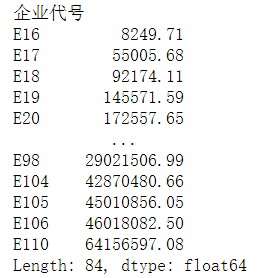 企业代号
E16 8249.71
E17 55005.68
E18 92174.11
E19 145571.59
E20 172557.65
...
E98 29021506.99
E104 42870480.66
E105 45010856.05
E106 46018082.50
E110 64156597.08
Length: 84, dtype: float64